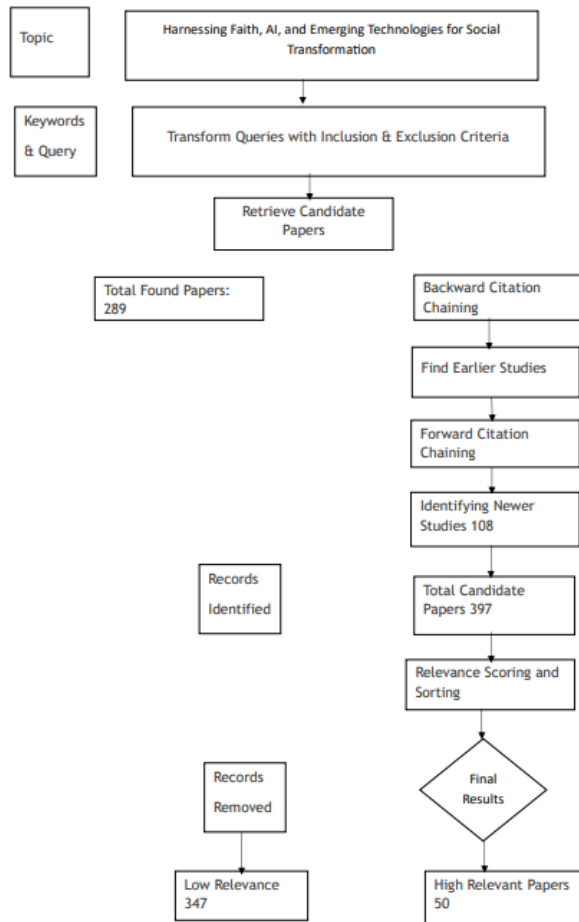 Topic
Harnessing Faith, AI, and Emerging Technologies for Social
Transformation
Keywords
& Query
Transform Queries with Inclusion & Exclusion Criteria
Retrieve Candidate
Papers
Total Found Papers:
289
Backward Citation
Chaining
Find Earlier Studies
Forward Citation
Chaining
Identifying Newer
Studies 108
Records
Identified
Total Candidate
Papers 397
Relevance Scoring and
Sorting
Records
Removed
Final
Results
Low Relevance
347
High Relevant Papers
50